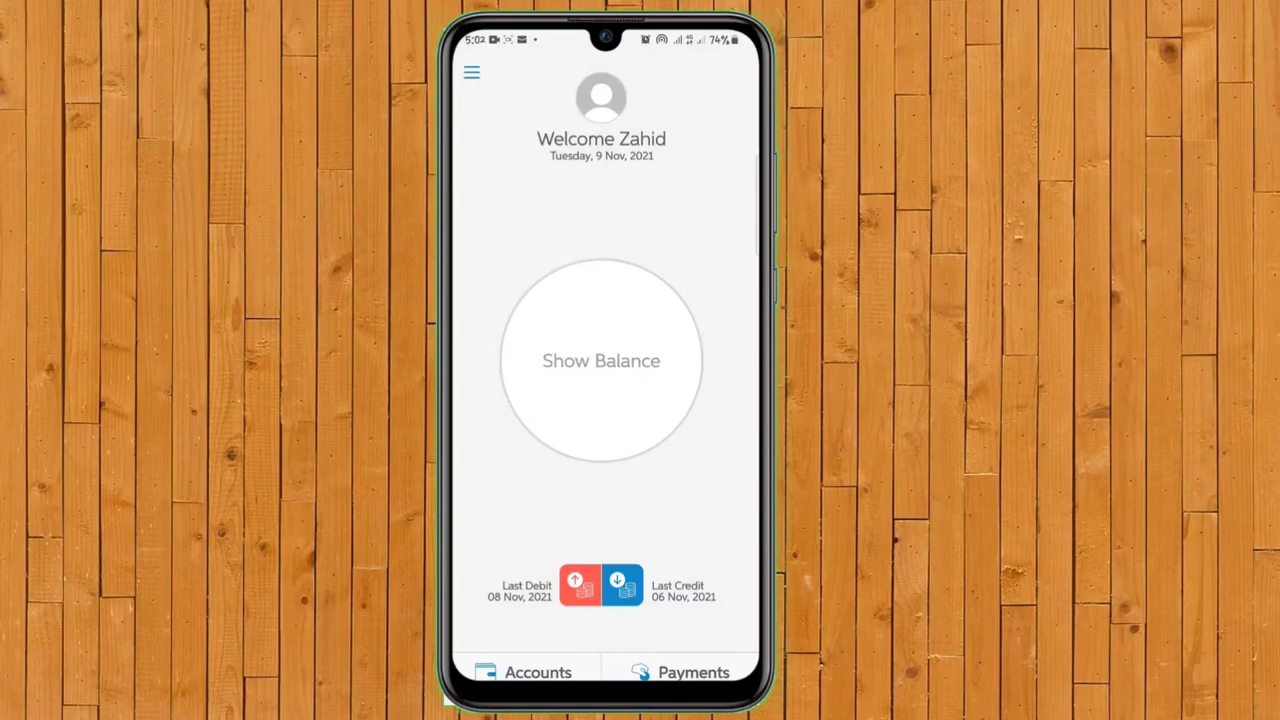 5:02
4G
74%
Welcome Zahid
Tuesday, 9 Nov, 2021
Show Balance
Last Debit
08 Nov, 2021
Last Credit
06 Nov, 2021
Accounts
Payments